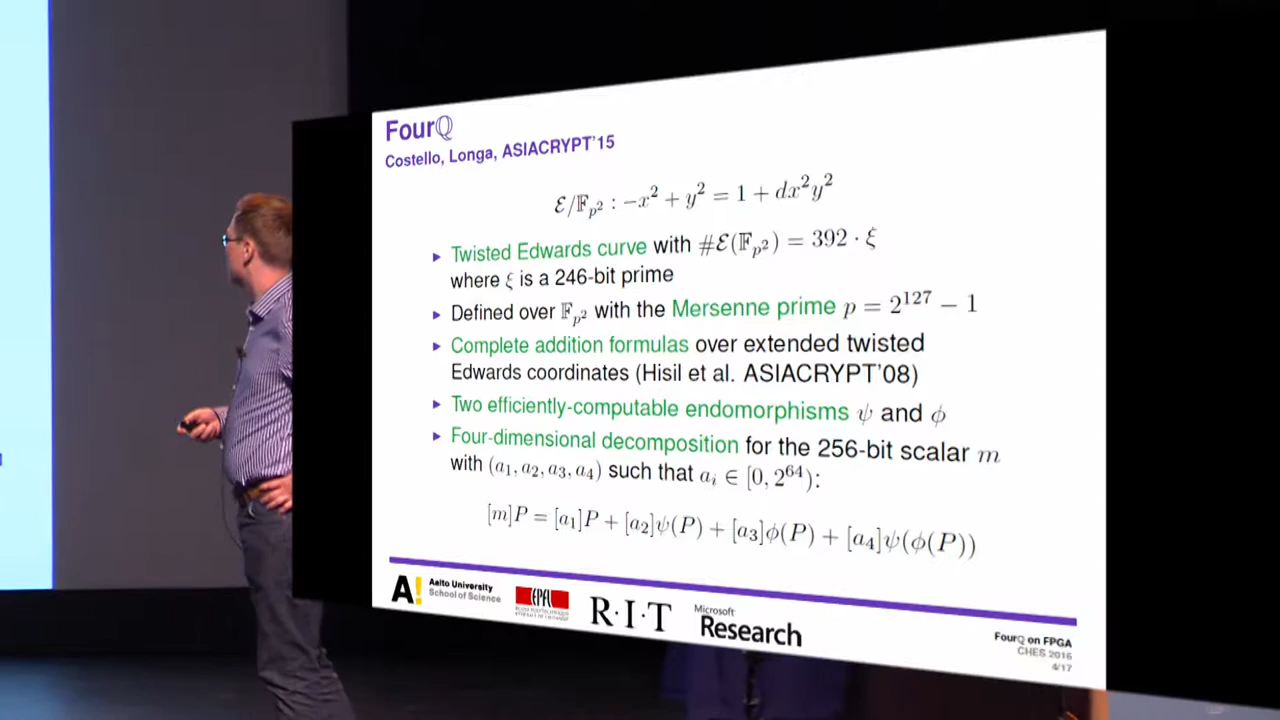 Fourℚ
Costello, Longa, ASIACRYPT'15
ℰ/𝔽_{p²} : −x² + y² = 1 + dx²y²
▸ Twisted Edwards curve with #ℰ(𝔽_{p²}) = 392 · ξ
where ξ is a 246-bit prime
▸ Defined over 𝔽_{p²} with the Mersenne prime p = 2¹²⁷ − 1
▸ Complete addition formulas over extended twisted
Edwards coordinates (Hisil et al. ASIACRYPT'08)
▸ Two efficiently-computable endomorphisms ψ and ϕ
▸ Four-dimensional decomposition for the 256-bit scalar m
with (a₁, a₂, a₃, a₄) such that aᵢ ∈ [0, 2⁶⁴):
[m]P = [a₁]P + [a₂]ψ(P) + [a₃]ϕ(P) + [a₄]ψ(ϕ(P))
A! Aalto University
School of Science
EPFL
R·I·T
Microsoft
Research
Fourℚ on FPGA
CHES 2016
4/17